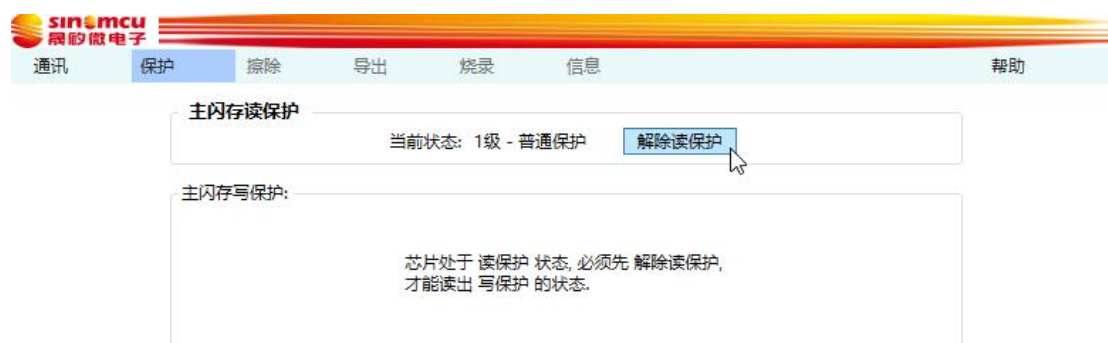 sinomcu
晟矽微电子
通讯 保护 擦除 导出 烧录 信息 帮助
主闪存读保护
当前状态: 1级 - 普通保护 解除读保护
主闪存写保护:
芯片处于 读保护 状态, 必须先 解除读保护,
才能读出 写保护 的状态.